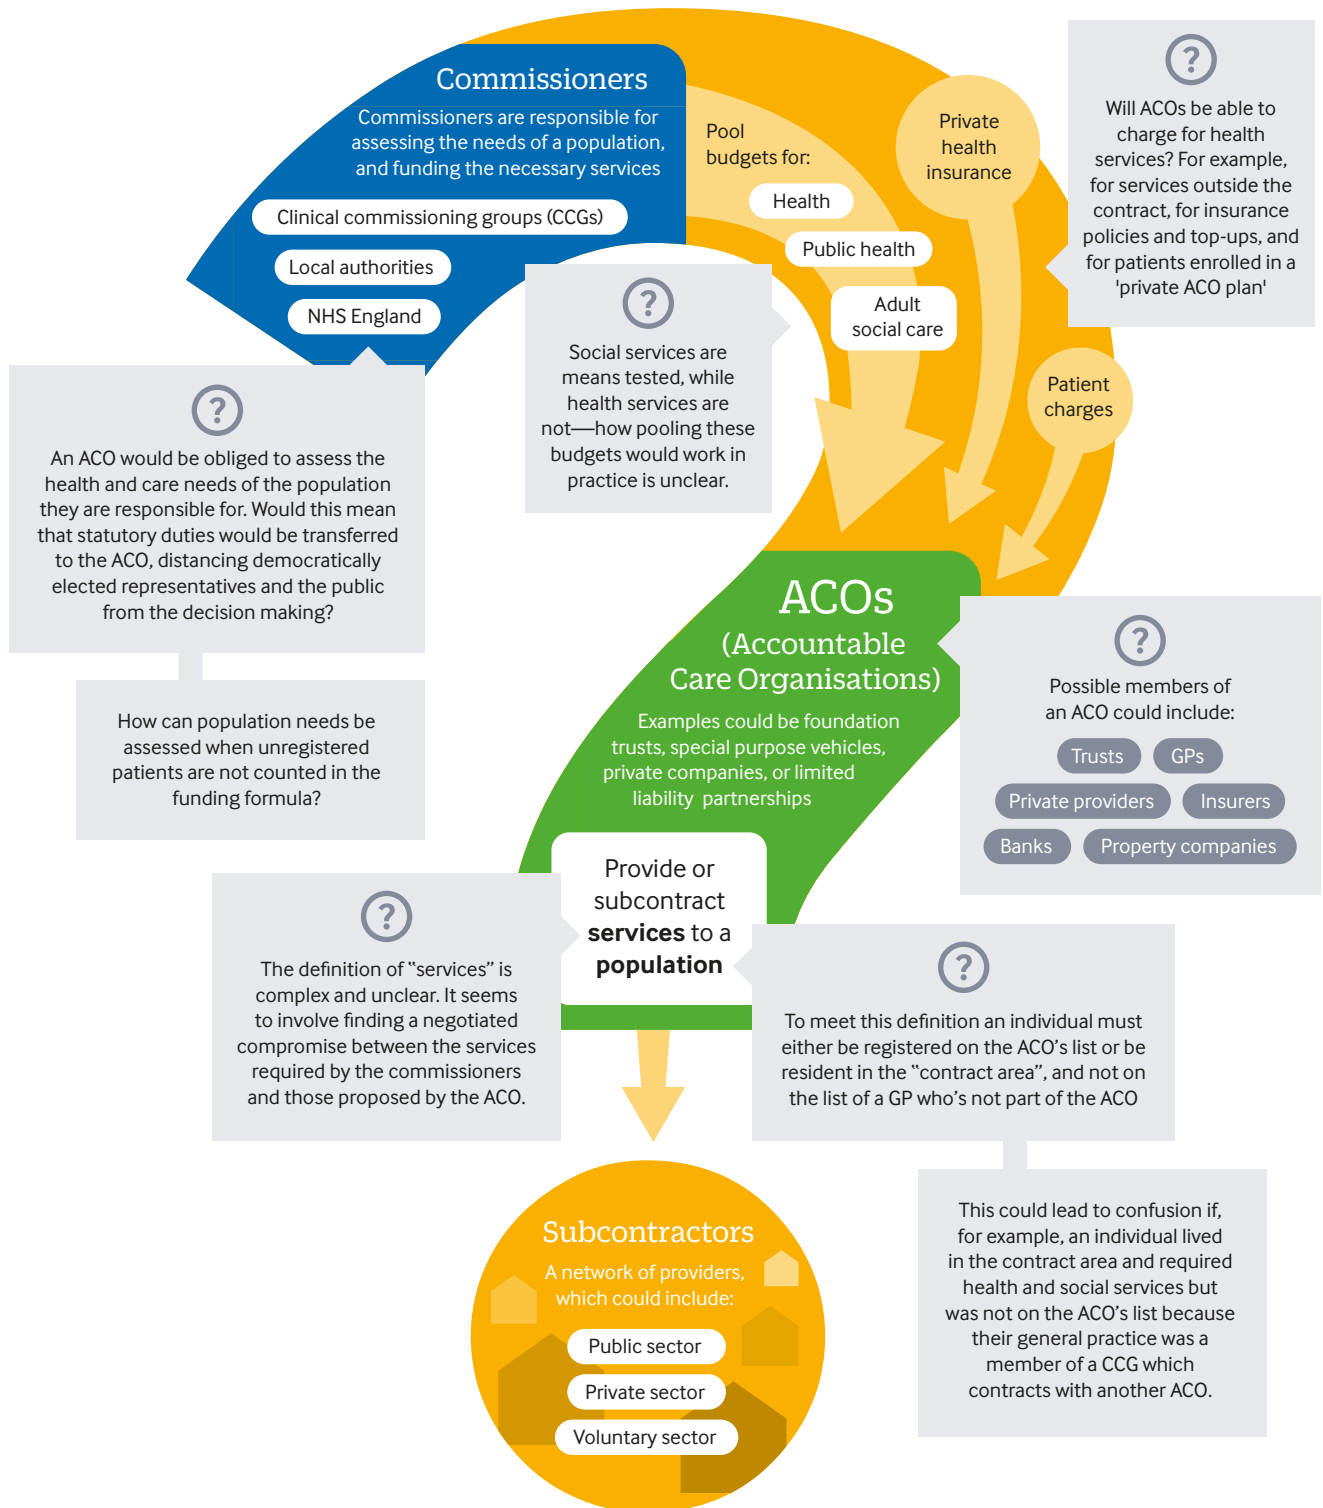 Commissioners
Commissioners are responsible for
assessing the needs of a population,
and funding the necessary services
Clinical commissioning groups (CCGs)
Local authorities
NHS England
Pool
budgets for:
Health
Public health
Adult
social care
Private
health
insurance
Patient
charges
?
Will ACOs be able to
charge for health
services? For example,
for services outside the
contract, for insurance
policies and top-ups, and
for patients enrolled in a
'private ACO plan'
?
Social services are
means tested, while
health services are
not—how pooling these
budgets would work in
practice is unclear.
?
An ACO would be obliged to assess the
health and care needs of the population
they are responsible for. Would this mean
that statutory duties would be transferred
to the ACO, distancing democratically
elected representatives and the public
from the decision making?
How can population needs be
assessed when unregistered
patients are not counted in the
funding formula?
ACOs
(Accountable
Care Organisations)
Examples could be foundation
trusts, special purpose vehicles,
private companies, or limited
liability partnerships
?
Possible members of
an ACO could include:
Trusts
GPs
Private providers
Insurers
Banks
Property companies
Provide or
subcontract
services to a
population
?
The definition of “services” is
complex and unclear. It seems
to involve finding a negotiated
compromise between the services
required by the commissioners
and those proposed by the ACO.
?
To meet this definition an individual must
either be registered on the ACO’s list or be
resident in the “contract area”, and not on
the list of a GP who’s not part of the ACO
This could lead to confusion if,
for example, an individual lived
in the contract area and required
health and social services but
was not on the ACO’s list because
their general practice was a
member of a CCG which
contracts with another ACO.
Subcontractors
A network of providers,
which could include:
Public sector
Private sector
Voluntary sector